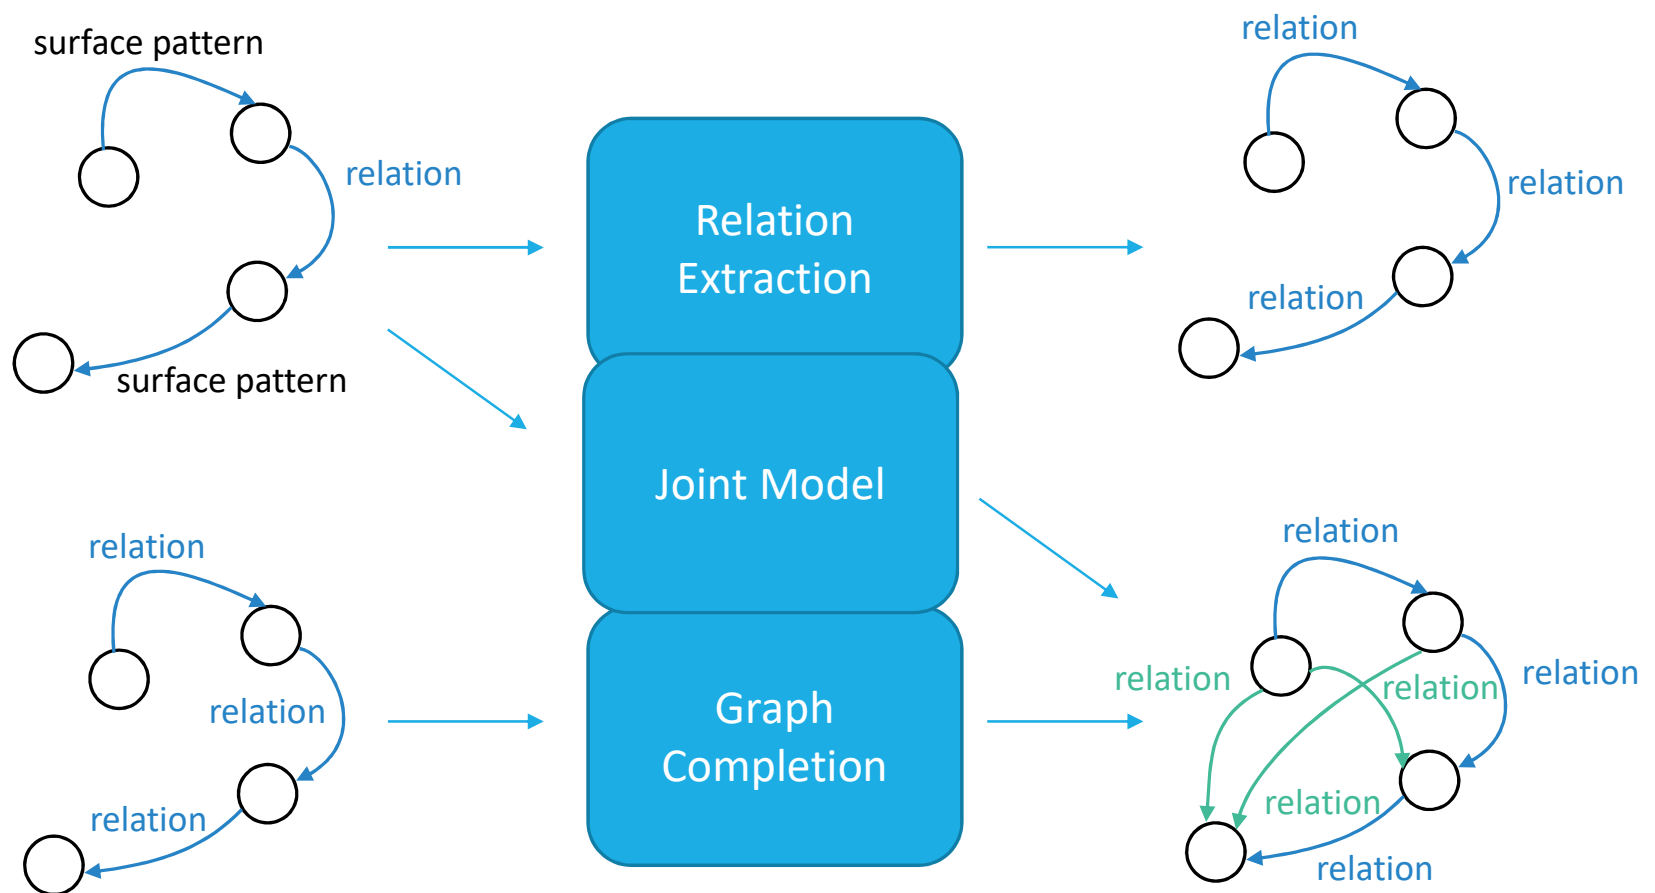 surface pattern
relation
surface pattern
Relation
Extraction
relation
relation
relation
Joint Model
relation
relation
relation
Graph
Completion
relation
relation
relation
relation
relation
relation